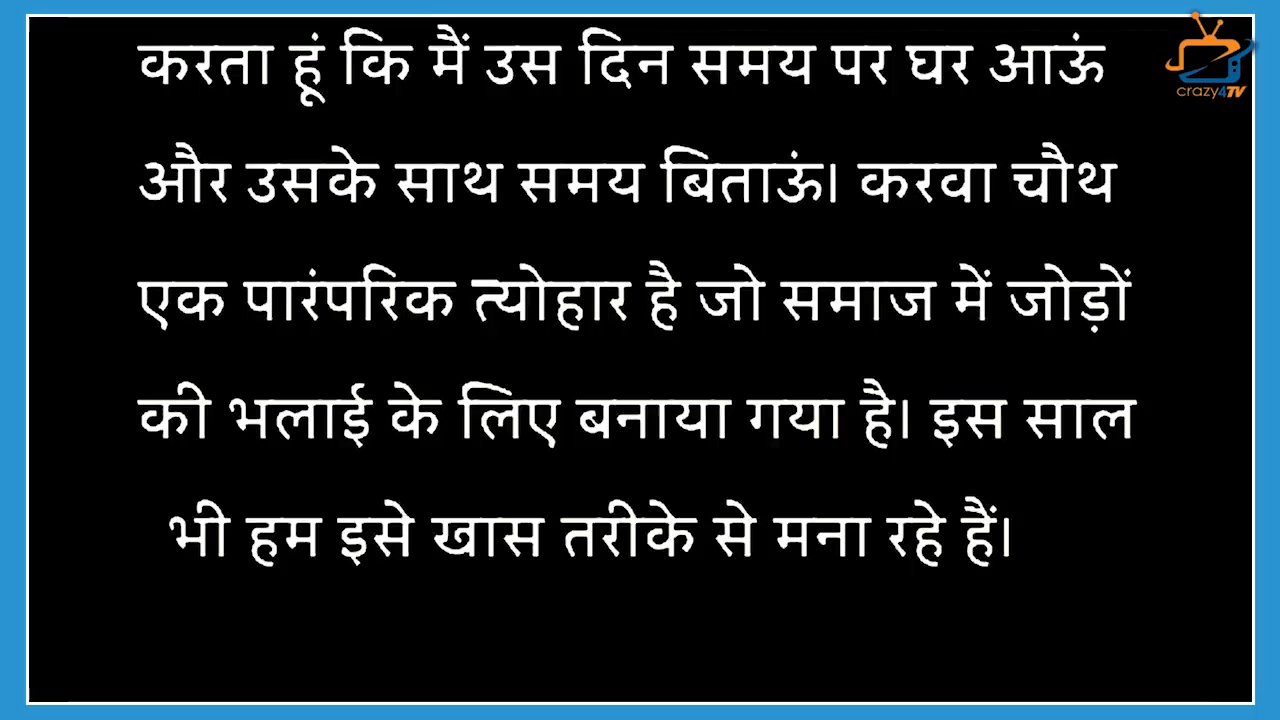 करता हूं कि मैं उस दिन समय पर घर आऊं
और उसके साथ समय बिताऊं। करवा चौथ
एक पारंपरिक त्योहार है जो समाज में जोड़ों
की भलाई के लिए बनाया गया है। इस साल
भी हम इसे खास तरीके से मना रहे हैं।
crazy4TV